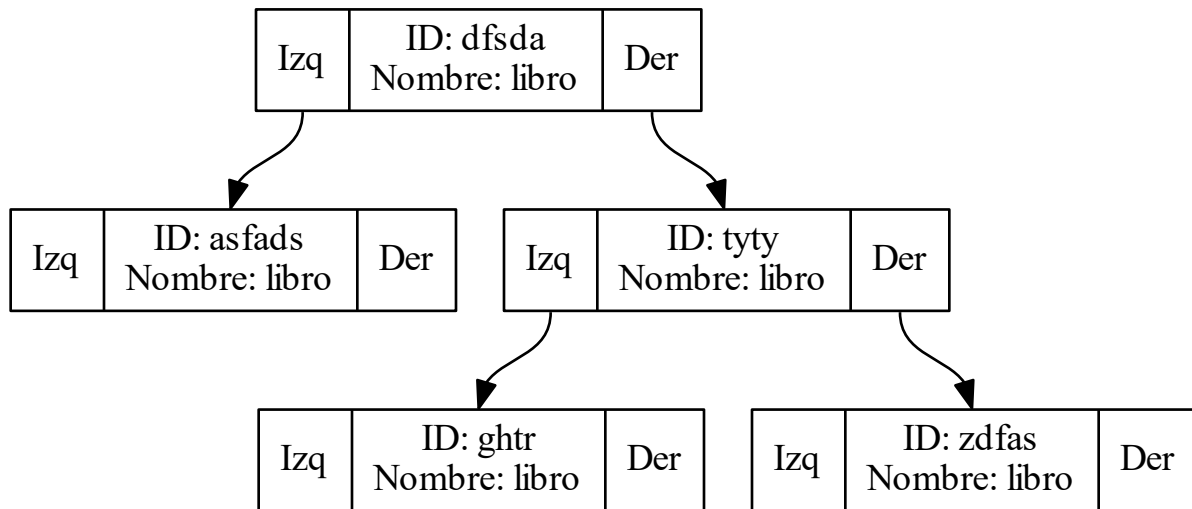 Izq
ID: dfsda
Nombre: libro
Der
Izq
ID: asfads
Nombre: libro
Der
Izq
ID: tyty
Nombre: libro
Der
Izq
ID: ghtr
Nombre: libro
Der
Izq
ID: zdfas
Nombre: libro
Der